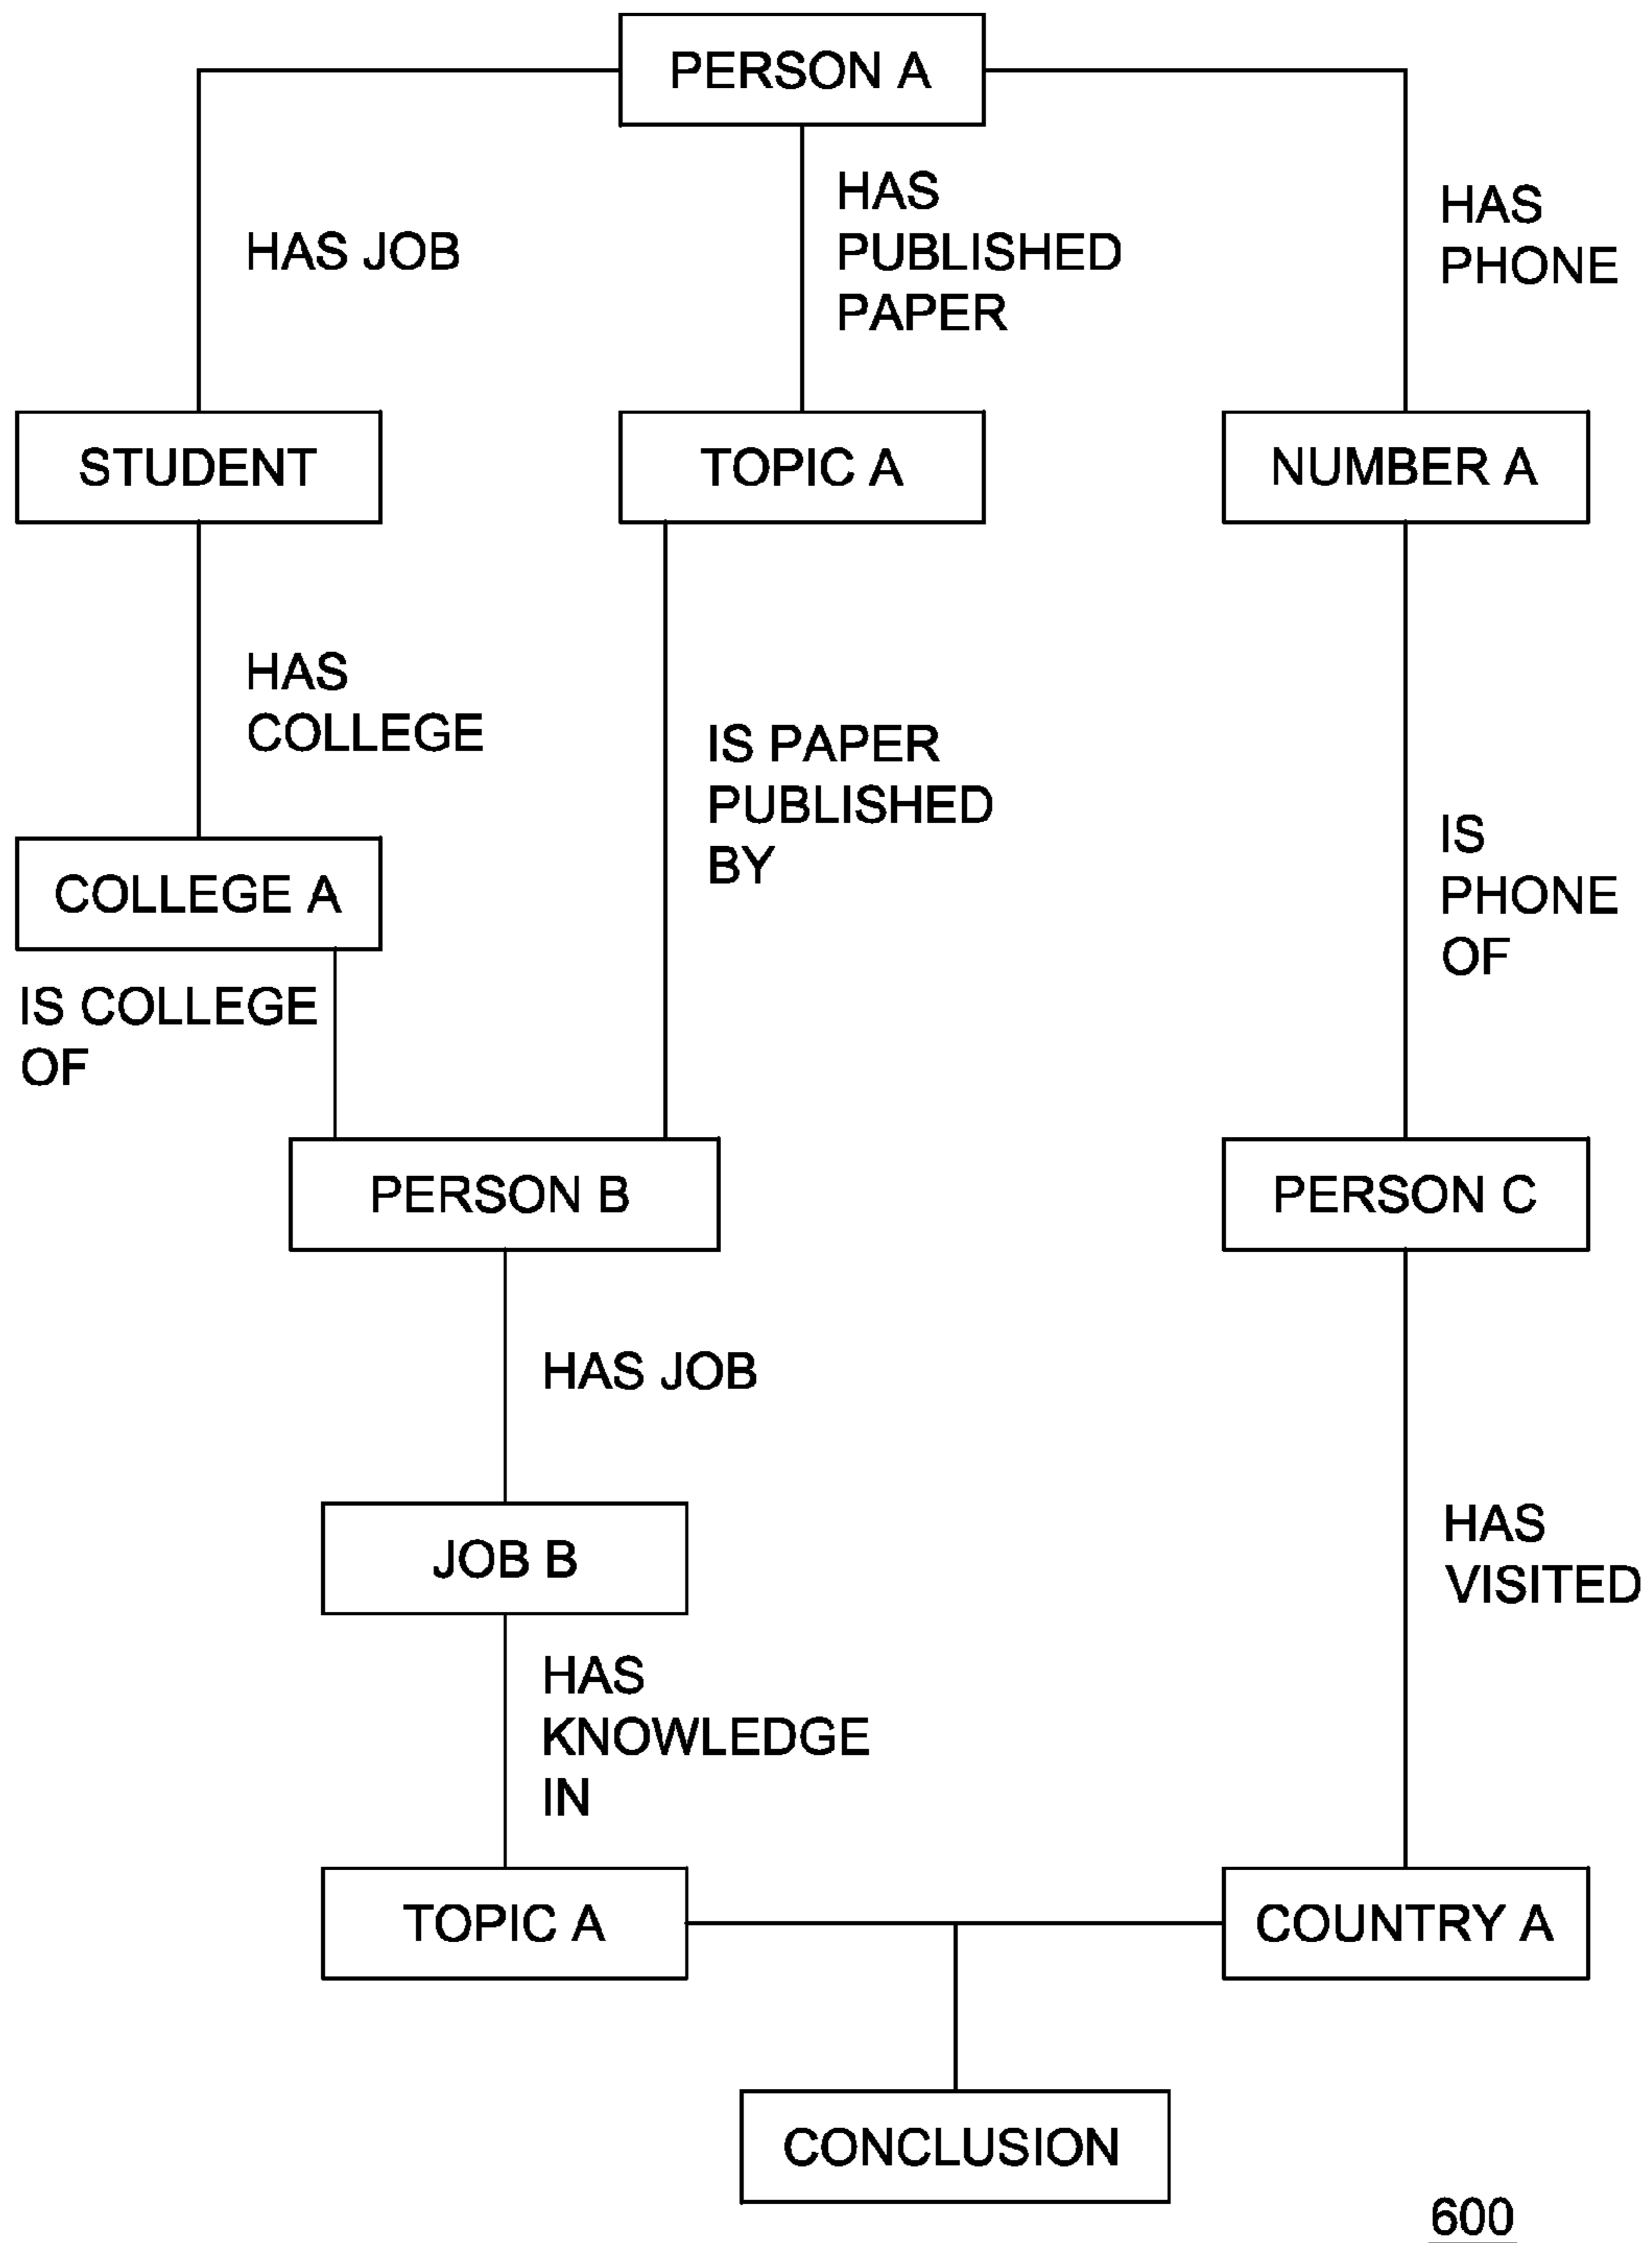 PERSON A
HAS JOB
HAS
PUBLISHED
PAPER
HAS
PHONE
STUDENT
TOPIC A
NUMBER A
HAS
COLLEGE
IS PAPER
PUBLISHED
BY
IS
PHONE
OF
COLLEGE A
IS COLLEGE
OF
PERSON B
PERSON C
HAS JOB
HAS
VISITED
JOB B
HAS
KNOWLEDGE
IN
TOPIC A
COUNTRY A
CONCLUSION
600